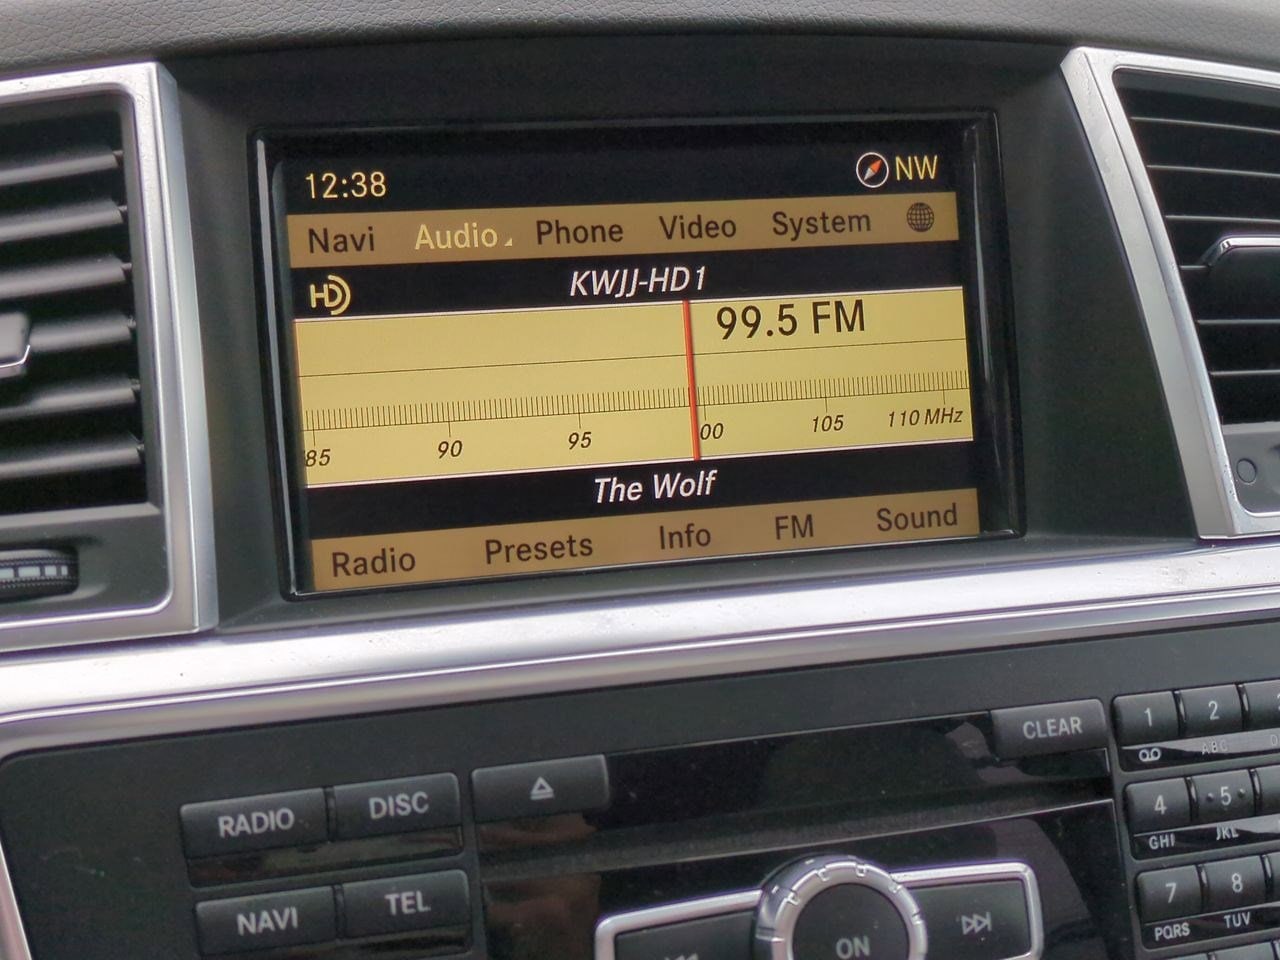 12:38 NW
Navi Audio Phone Video System
HD KWJJ-HD1
99.5 FM
85 90 95 00 105 110 MHz
The Wolf
Radio Presets Info FM Sound
CLEAR 1 2
ABC
RADIO DISC 4 5
GHI JKL
NAVI TEL 7 8
PQRS TUV
ON